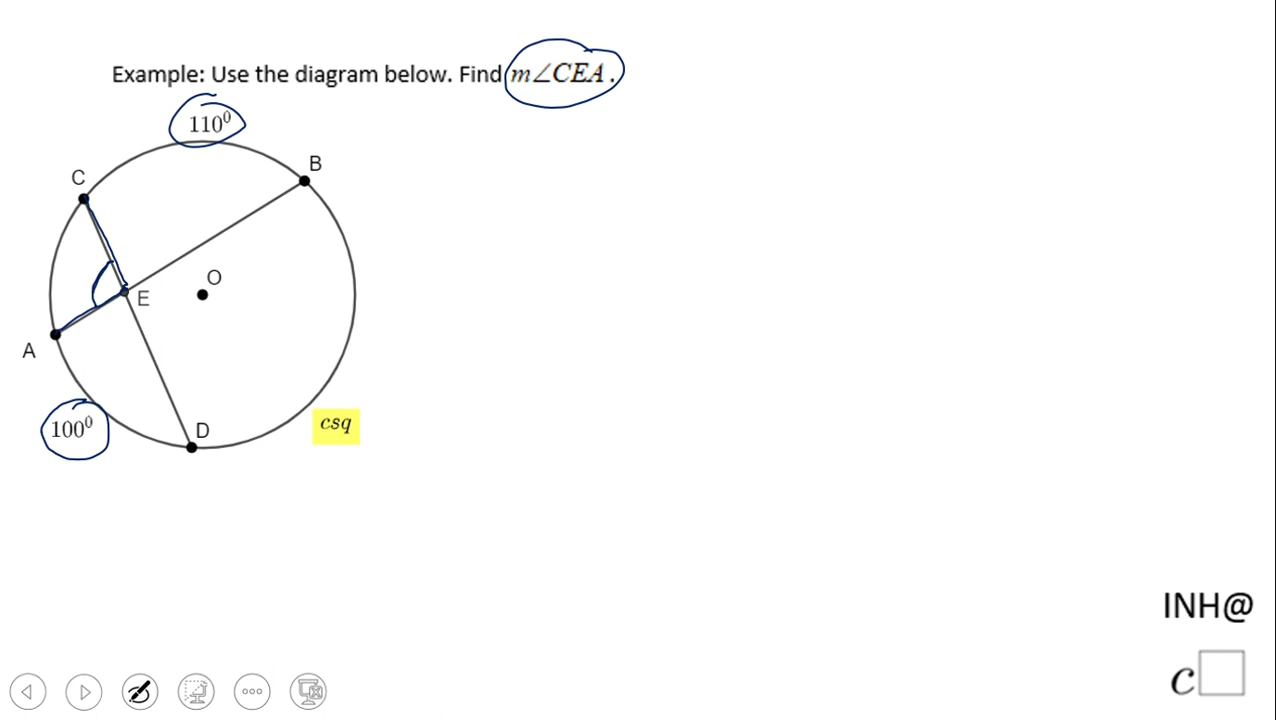 Example: Use the diagram below. Find m∠CEA.
110⁰
B
C
O
E
A
100⁰
D
csq
INH@
c